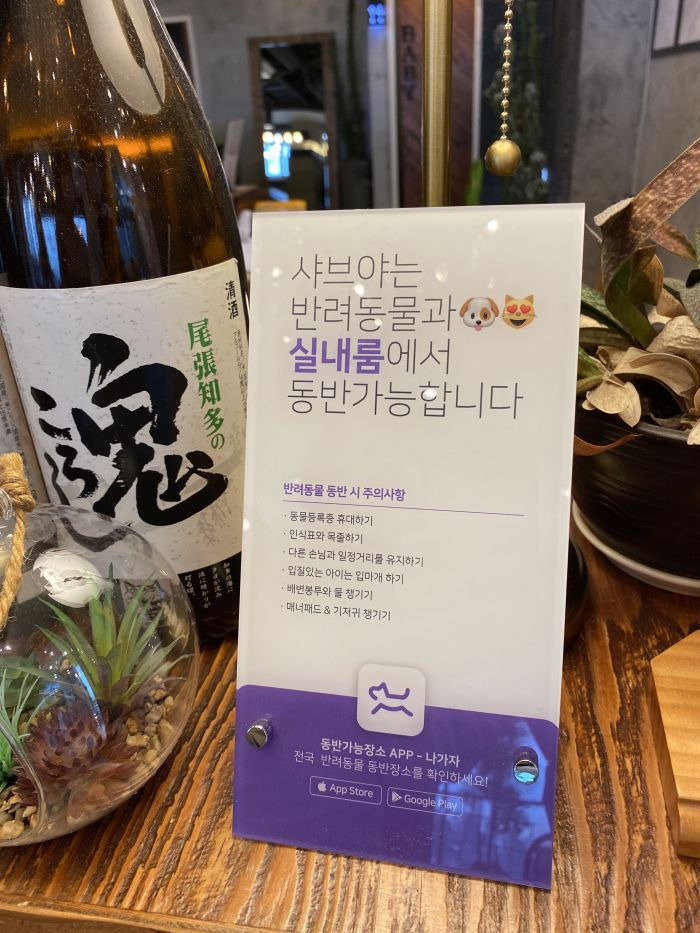 BABY
清酒
尾張知多の
魂
샤브야는
반려동물과🐶😻
실내룸에서
동반가능합니다
반려동물 동반 시 주의사항
· 동물등록증 휴대하기
· 인식표와 목줄하기
· 다른 손님과 일정거리를 유지하기
· 입질있는 아이는 입마개 하기
· 배변봉투와 물 챙기기
· 매너패드 & 기저귀 챙기기
동반가능장소 APP - 나가자
전국 반려동물 동반장소를 확인하세요!
App Store
Google Play